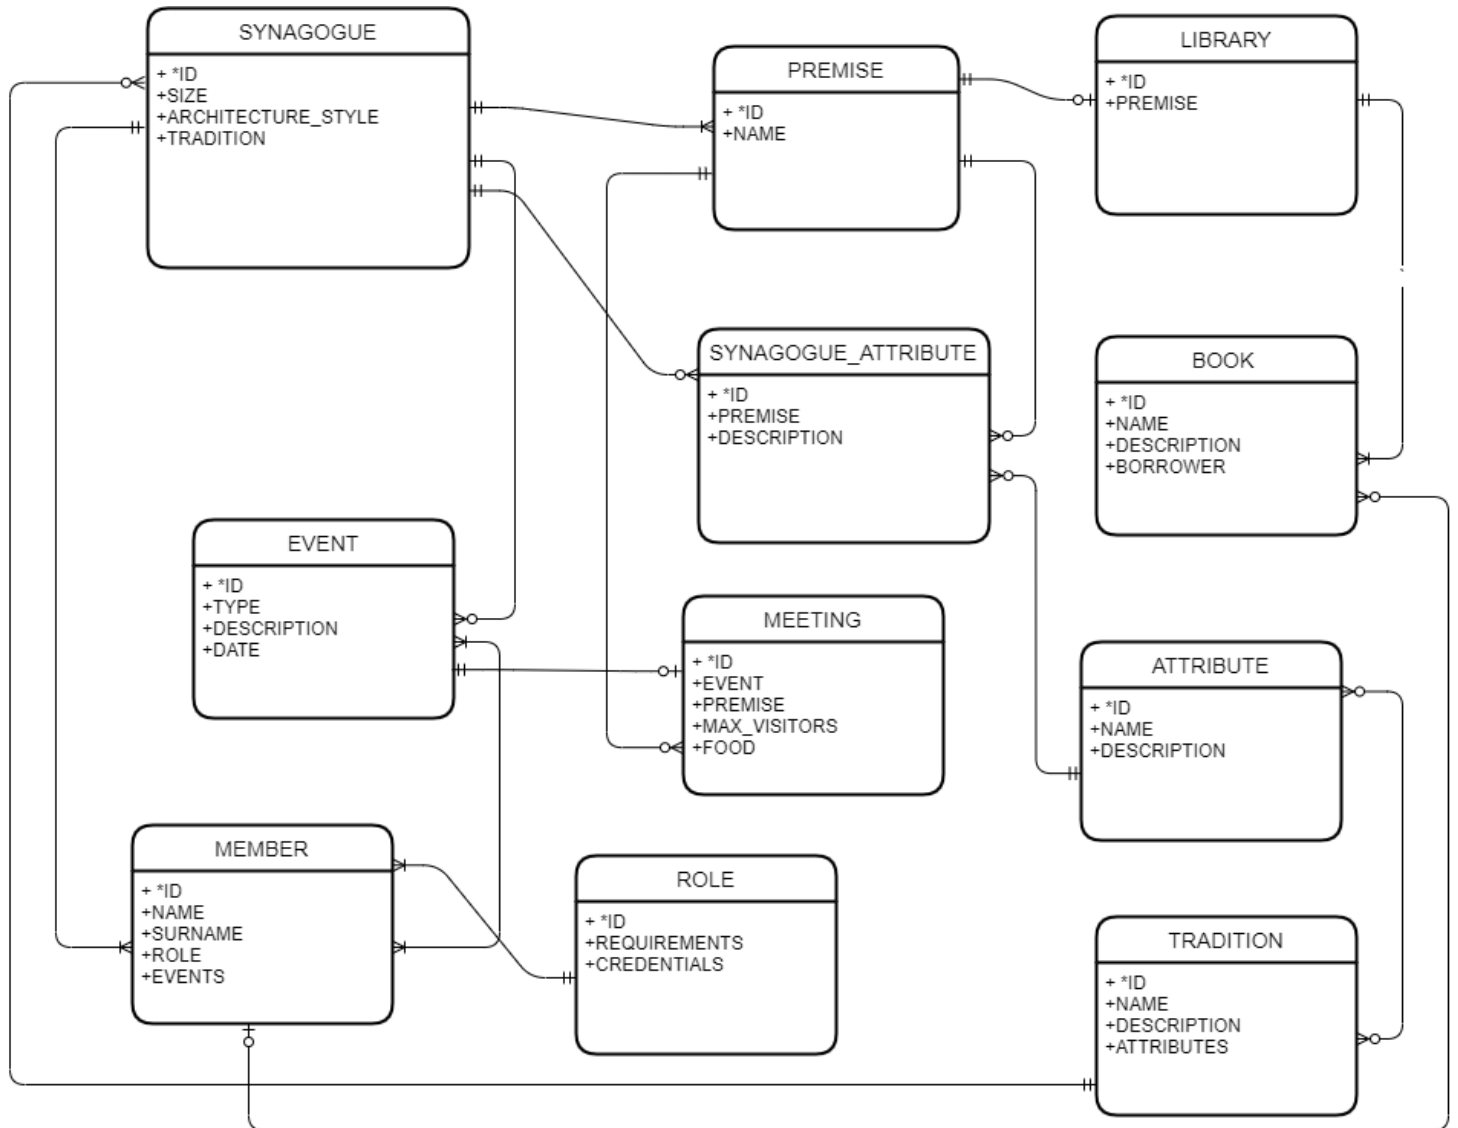 SYNAGOGUE
+ *ID
+SIZE
+ARCHITECTURE_STYLE
+TRADITION
PREMISE
+ *ID
+NAME
LIBRARY
+ *ID
+PREMISE
SYNAGOGUE_ATTRIBUTE
+ *ID
+PREMISE
+DESCRIPTION
BOOK
+ *ID
+NAME
+DESCRIPTION
+BORROWER
EVENT
+ *ID
+TYPE
+DESCRIPTION
+DATE
MEETING
+ *ID
+EVENT
+PREMISE
+MAX_VISITORS
+FOOD
ATTRIBUTE
+ *ID
+NAME
+DESCRIPTION
MEMBER
+ *ID
+NAME
+SURNAME
+ROLE
+EVENTS
ROLE
+ *ID
+REQUIREMENTS
+CREDENTIALS
TRADITION
+ *ID
+NAME
+DESCRIPTION
+ATTRIBUTES